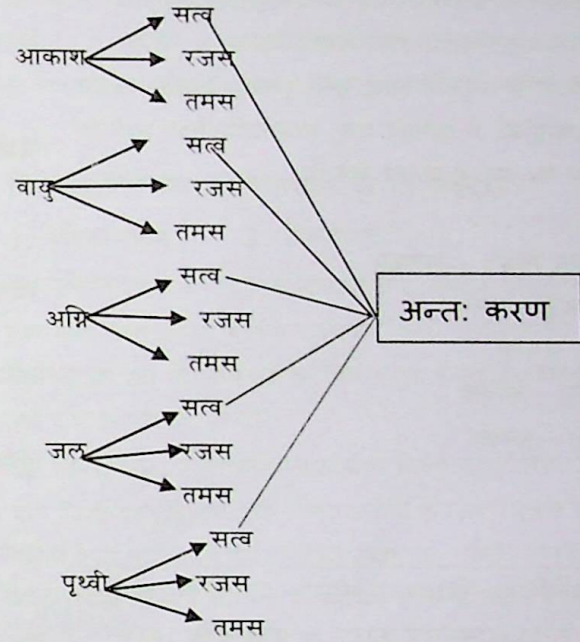 सत्व
आकाश
रजस
तमस
सत्व
वायु
रजस
तमस
सत्व
अग्नि
रजस
तमस
अन्त: करण
सत्व
जल
रजस
तमस
सत्व
पृथ्वी
रजस
तमस